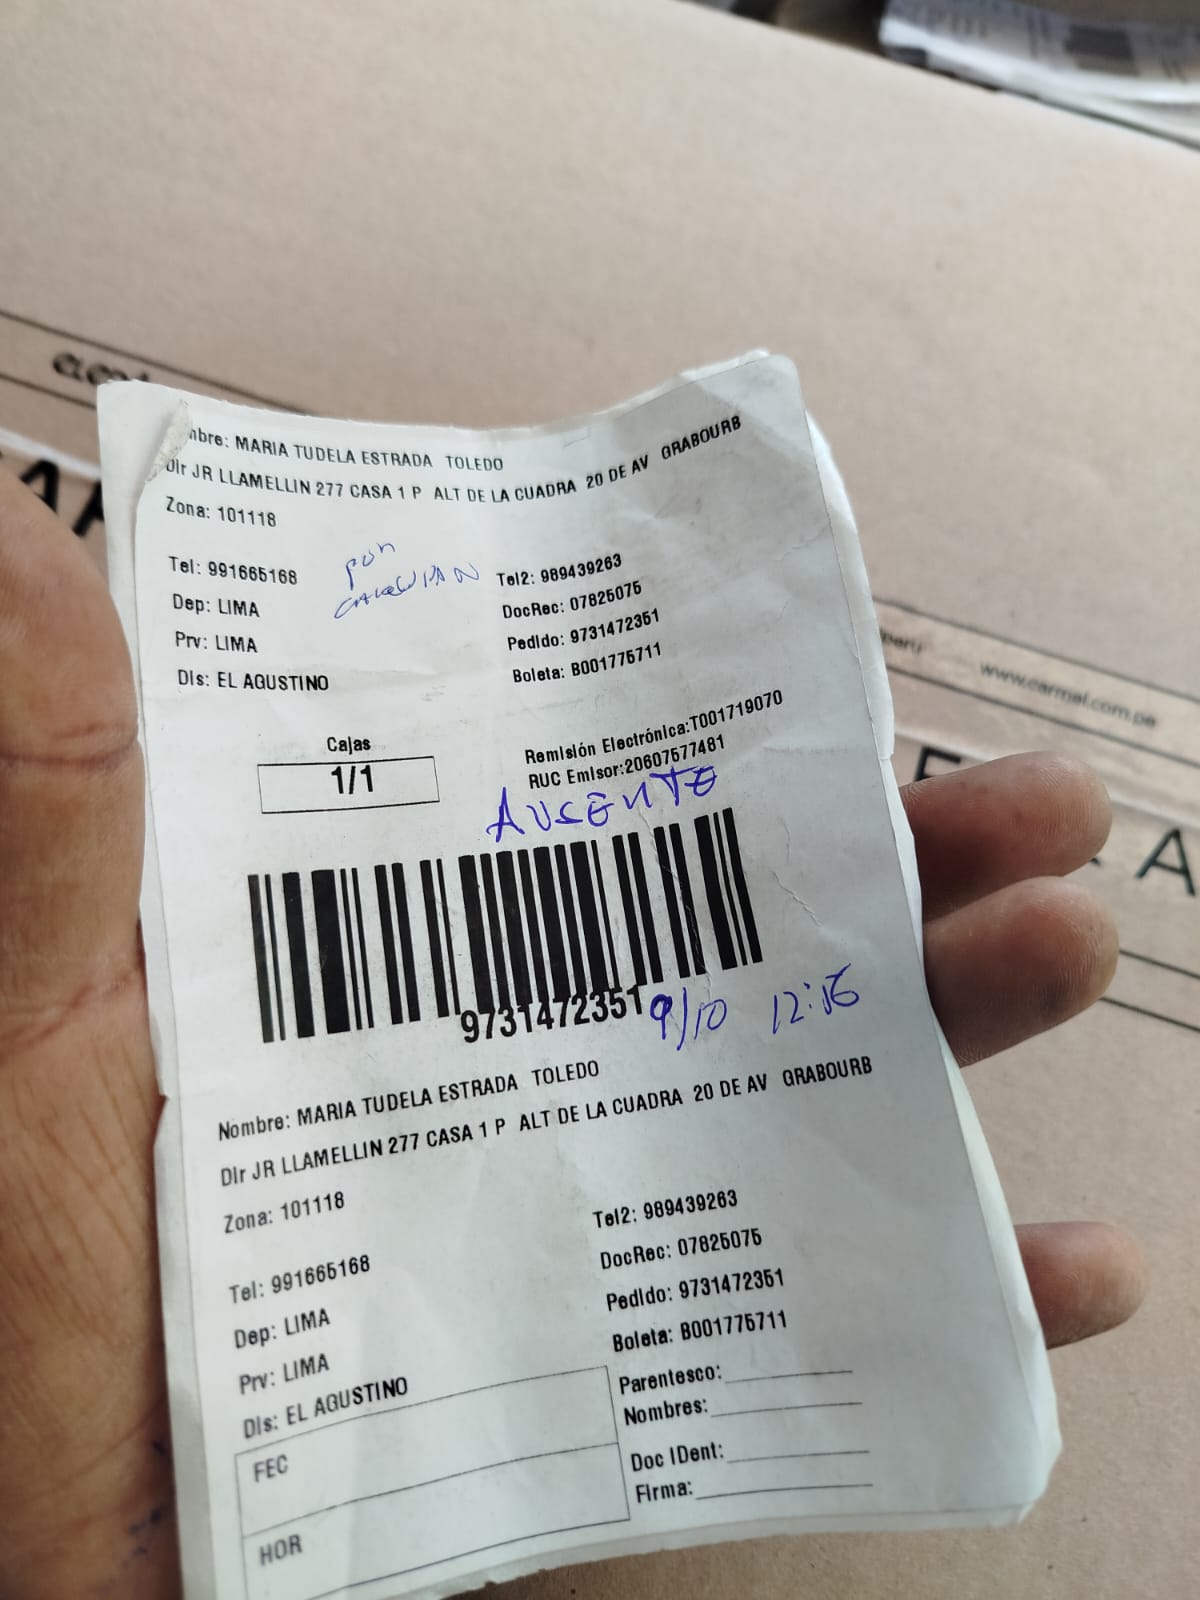 mbre: MARIA TUDELA ESTRADA TOLEDO
Dir JR LLAMELLIN 277 CASA 1 P ALT DE LA CUADRA 20 DE AV GRABOURB
Zona: 101118
Tel: 991665168
Tel2: 989439263
Dep: LIMA
DocRec: 07825075
Prv: LIMA
Pedido: 9731472351
Dis: EL AGUSTINO
Boleta: B001775711
Cajas
1/1
Remisión Electrónica:T001719070
RUC Emisor:20607577481
AUSENTE
9731472351
9/10 12:16
Nombre: MARIA TUDELA ESTRADA TOLEDO
Dir JR LLAMELLIN 277 CASA 1 P ALT DE LA CUADRA 20 DE AV GRABOURB
Zona: 101118
Tel: 991665168
Tel2: 989439263
Dep: LIMA
DocRec: 07825075
Prv: LIMA
Pedido: 9731472351
Dis: EL AGUSTINO
Boleta: B001775711
FEC
HOR
Parentesco:
Nombres:
Doc IDent:
Firma:
peru
www.carmel.com.pe